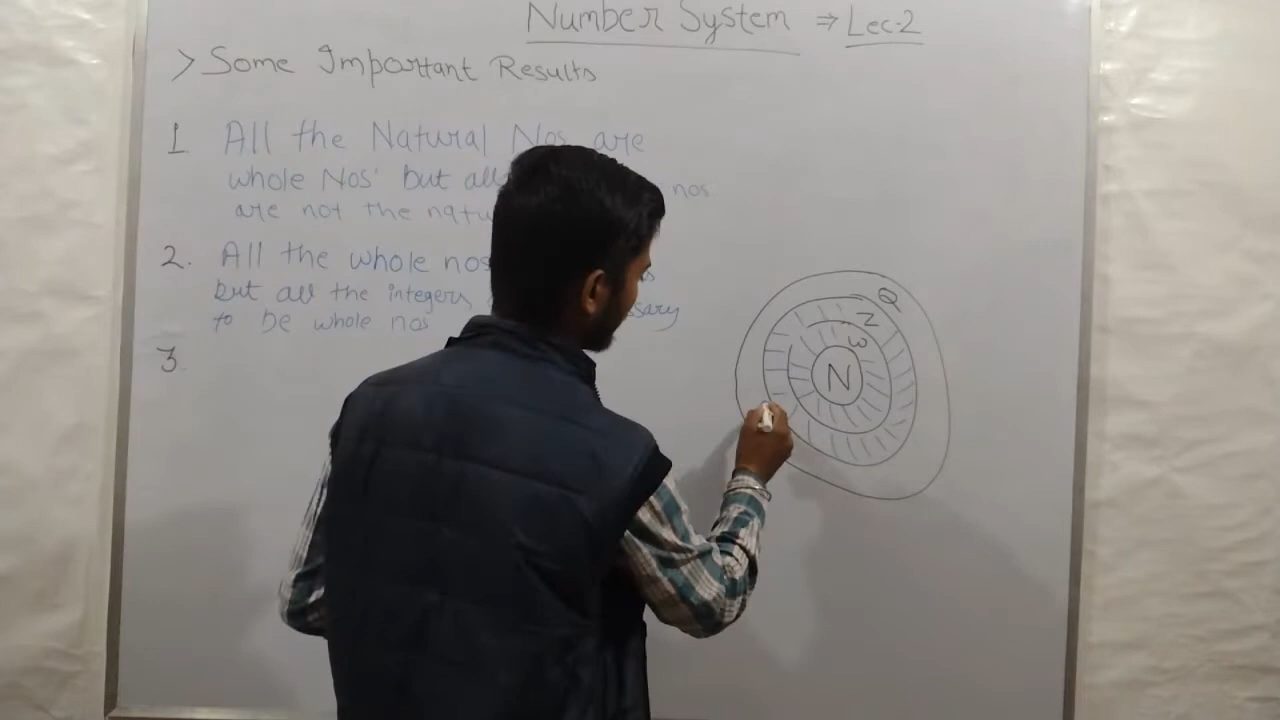 Number System ⇒ Lec-2
> Some Important Results
1. All the Natural Nos are
whole Nos' but all nos
are not the natu
2. All the whole nos
but all the integers
to be whole nos
3.
Q
Z
W
N